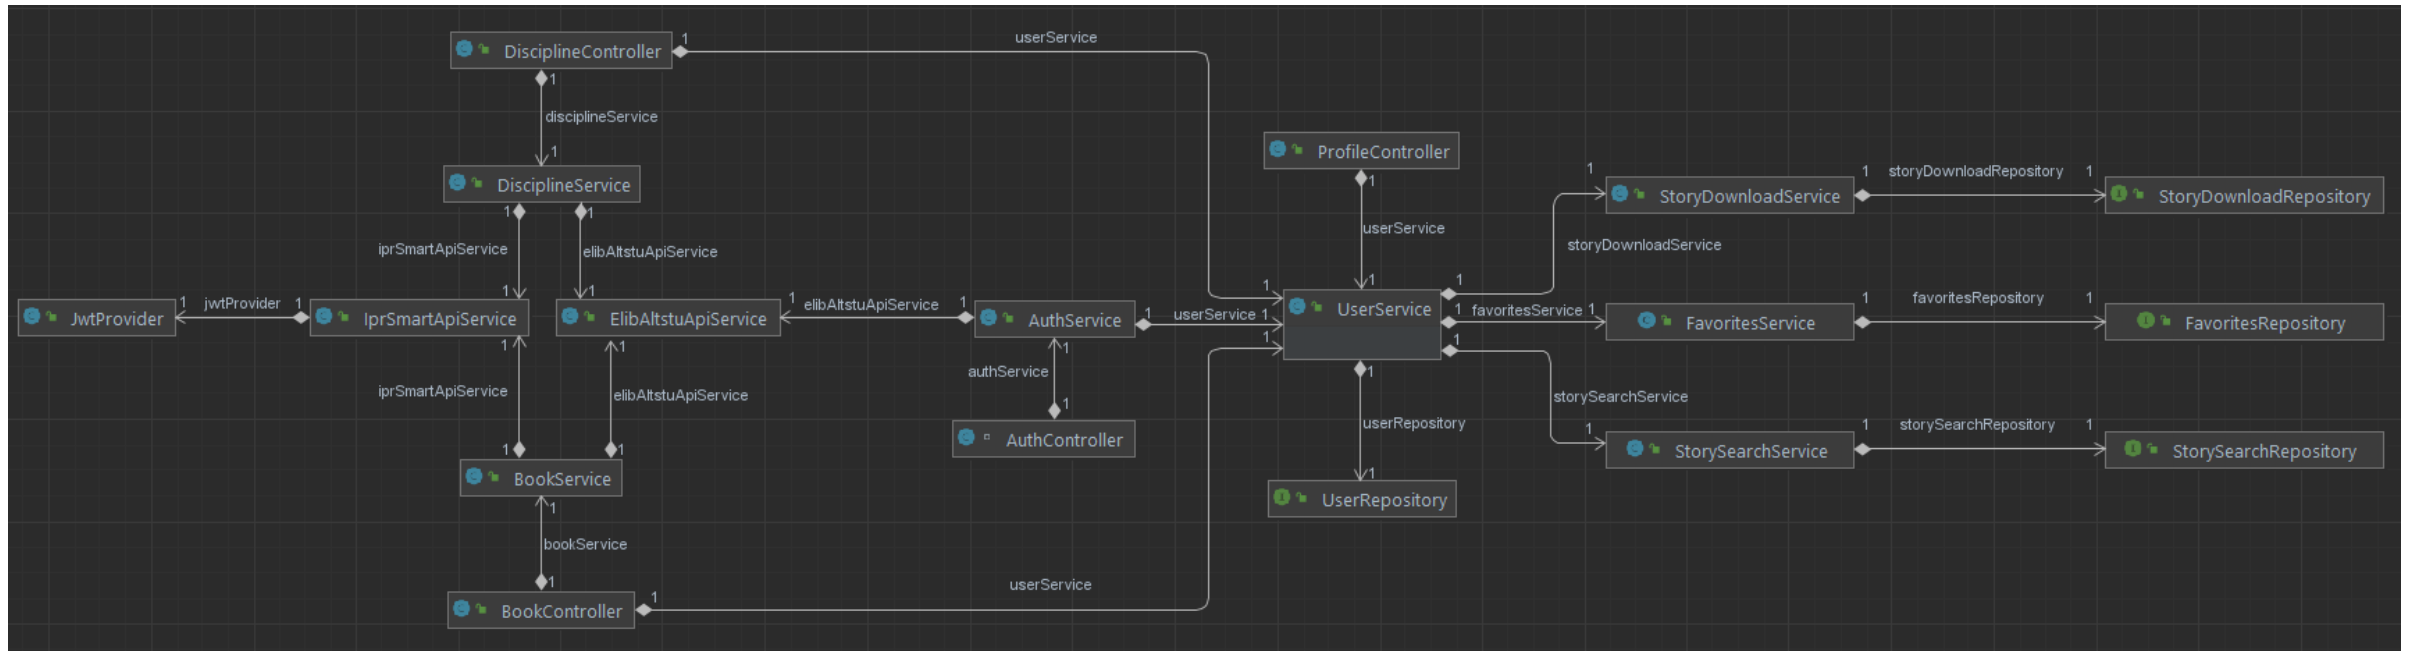 DisciplineController
1
userService
1
disciplineService
1
DisciplineService
1
1
iprSmartApiService
elibAltstuApiService
1
1
JwtProvider
1
jwtProvider
1
IprSmartApiService
ElibAltstuApiService
1
elibAltstuApiService
1
AuthService
1
userService
1
1
1
UserService
ProfileController
1
userService
1
1
storyDownloadService
1
StoryDownloadService
1
storyDownloadRepository
1
StoryDownloadRepository
1
favoritesService
1
FavoritesService
1
favoritesRepository
1
FavoritesRepository
1
storySearchService
1
StorySearchService
1
storySearchRepository
1
StorySearchRepository
1
userRepository
1
UserRepository
1
authService
1
AuthController
1
1
iprSmartApiService
elibAltstuApiService
1
1
BookService
1
bookService
1
BookController
1
userService